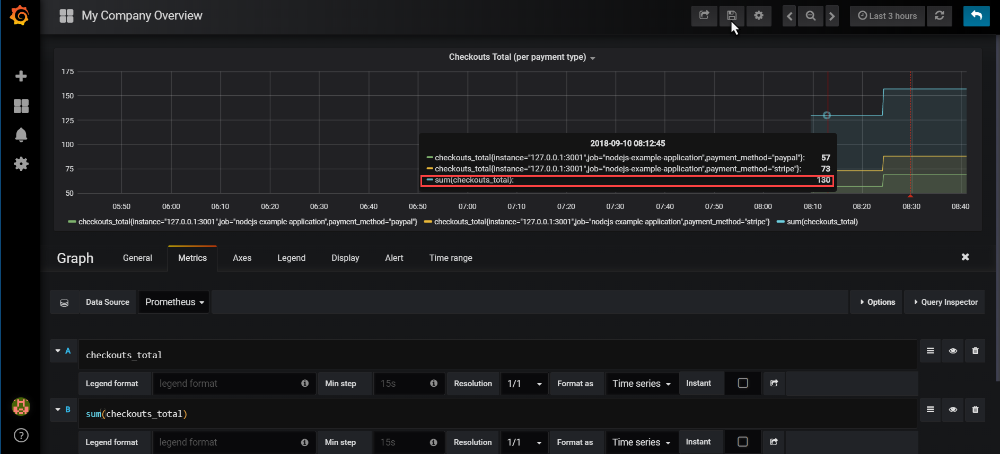 My Company Overview
Last 3 hours
Checkouts Total (per payment type)
175
150
125
100
75
50
2018-09-10 08:12:45
checkouts_total{instance="127.0.0.1:3001",job="nodejs-example-application",payment_method="paypal"}: 57
checkouts_total{instance="127.0.0.1:3001",job="nodejs-example-application",payment_method="stripe"}: 73
sum(checkouts_total): 130
05:50 06:00 06:10 06:20 06:30 06:40 06:50 07:00 07:10 07:20 07:30 07:40 07:50 08:00 08:10 08:20 08:30 08:40
checkouts_total{instance="127.0.0.1:3001",job="nodejs-example-application",payment_method="paypal"} checkouts_total{instance="127.0.0.1:3001",job="nodejs-example-application",payment_method="stripe"} sum(checkouts_total)
Graph General Metrics Axes Legend Display Alert Time range
Data Source Prometheus Options Query Inspector
A checkouts_total
Legend format legend format Min step 15s Resolution 1/1 Format as Time series Instant
B sum(checkouts_total)
Legend format legend format Min step 15s Resolution 1/1 Format as Time series Instant